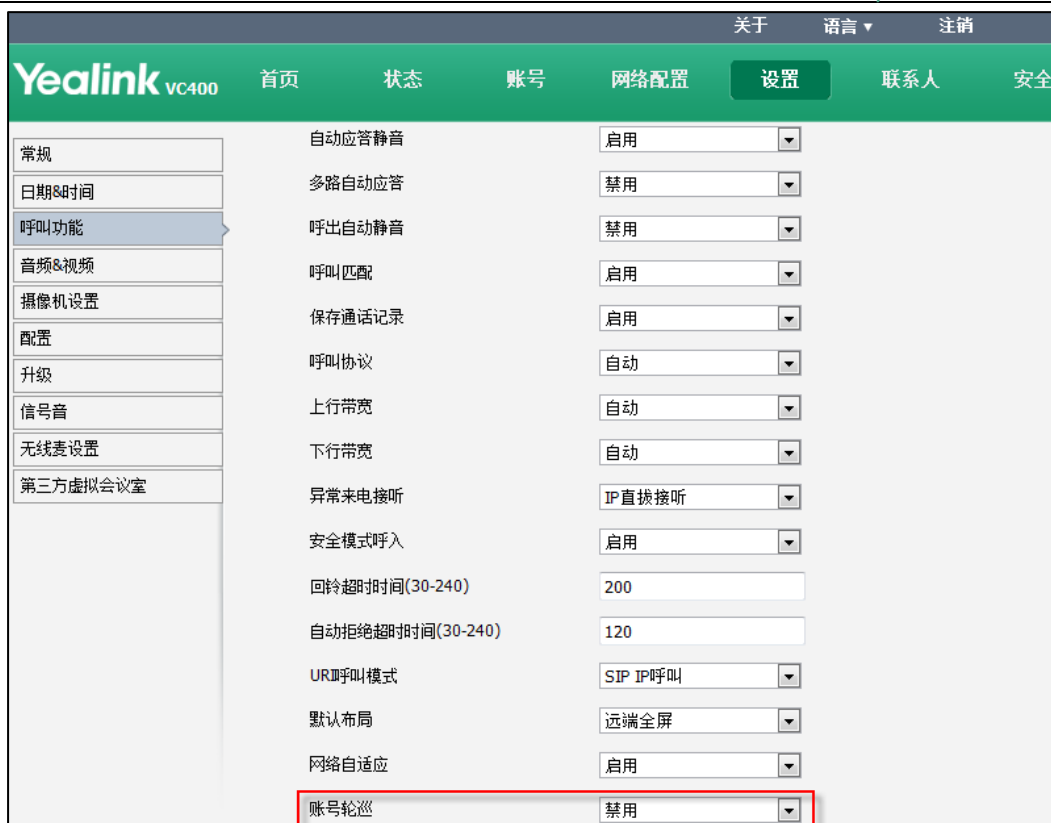 关于 语言▼ 注销
Yealink VC400 首页 状态 账号 网络配置 设置 联系人 安全
常规
日期&时间
呼叫功能
音频&视频
摄像机设置
配置
升级
信号音
无线麦设置
第三方虚拟会议室
自动应答静音 启用
多路自动应答 禁用
呼出自动静音 禁用
呼叫匹配 启用
保存通话记录 启用
呼叫协议 自动
上行带宽 自动
下行带宽 自动
异常来电接听 IP直拨接听
安全模式呼入 启用
回铃超时时间(30-240) 200
自动拒绝超时时间(30-240) 120
URI呼叫模式 SIP IP呼叫
默认布局 远端全屏
网络自适应 启用
账号轮巡 禁用